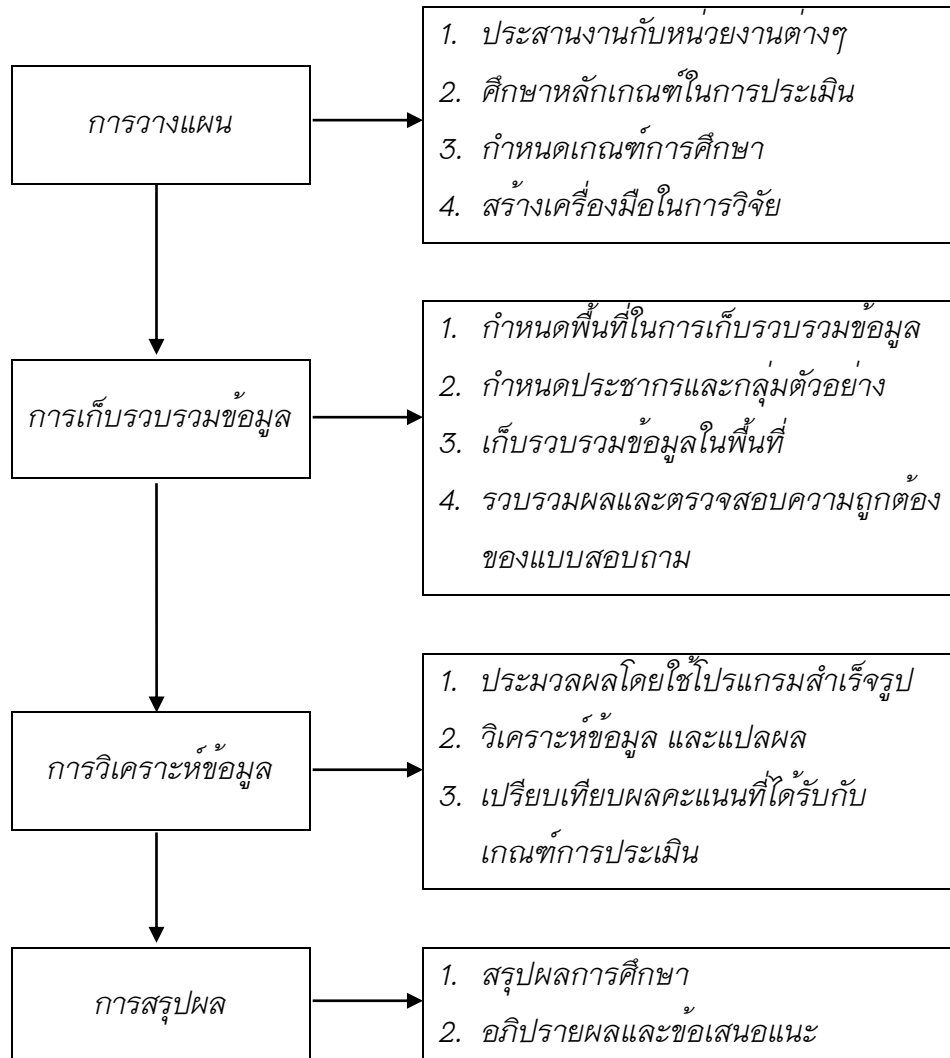 การวางแผน
1. ประสานงานกับหน่วยงานต่างๆ
2. ศึกษาหลักเกณฑ์ในการประเมิน
3. กำหนดเกณฑ์การศึกษา
4. สร้างเครื่องมือในการวิจัย
การเก็บรวบรวมข้อมูล
1. กำหนดพื้นที่ในการเก็บรวบรวมข้อมูล
2. กำหนดประชากรและกลุ่มตัวอย่าง
3. เก็บรวบรวมข้อมูลในพื้นที่
4. รวบรวมผลและตรวจสอบความถูกต้อง
ของแบบสอบถาม
การวิเคราะห์ข้อมูล
1. ประมวลผลโดยใช้โปรแกรมสำเร็จรูป
2. วิเคราะห์ข้อมูล และแปลผล
3. เปรียบเทียบผลคะแนนที่ได้รับกับ
เกณฑ์การประเมิน
การสรุปผล
1. สรุปผลการศึกษา
2. อภิปรายผลและข้อเสนอแนะ